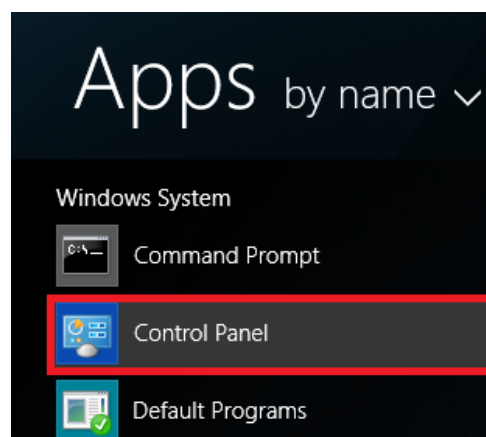 Apps by name
Windows System
C:\
Command Prompt
Control Panel
Default Programs